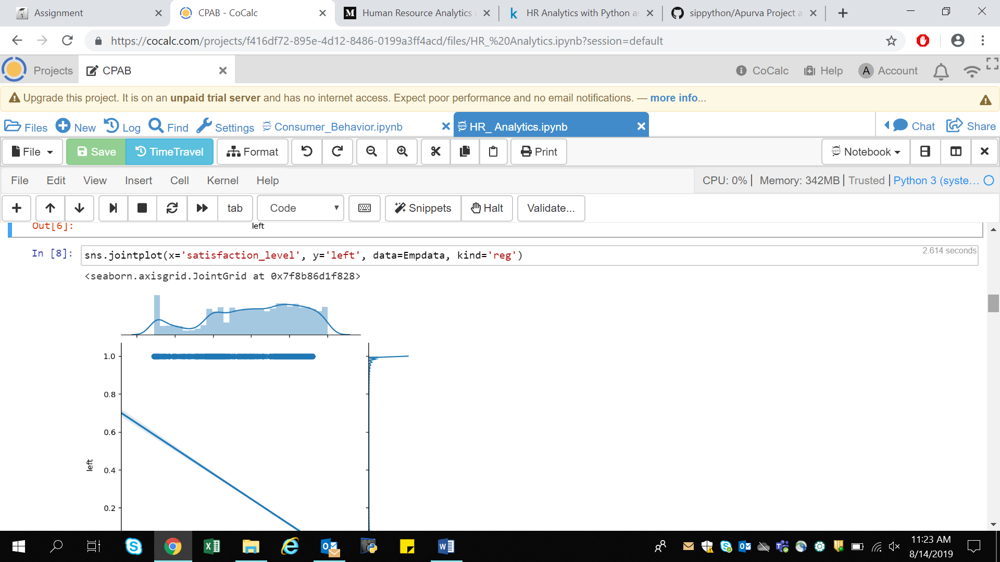 Assignment
CPAB - CoCalc
Human Resource Analytics
HR Analytics with Python a
sippython/Apurva Project a
https://cocalc.com/projects/f416df72-895e-4d12-8486-0199a3ff4acd/files/HR_%20Analytics.ipynb?session=default
Projects
CPAB
CoCalc
Help
A Account
Upgrade this project. It is on an unpaid trial server and has no internet access. Expect poor performance and no email notifications. — more info...
Files
New
Log
Find
Settings
Consumer_Behavior.ipynb
HR_ Analytics.ipynb
Chat
Share
File
Save
TimeTravel
Format
Print
Notebook
File
Edit
View
Insert
Cell
Kernel
Help
CPU: 0%
Memory: 342MB
Trusted
Python 3 (syste...
tab
Code
Snippets
Halt
Validate...
Out[6]:
left
In [8]:
sns.jointplot(x='satisfaction_level', y='left', data=Empdata, kind='reg')
2.614 seconds
<seaborn.axisgrid.JointGrid at 0x7f8b86d1f828>
1.0
0.8
0.6
left
0.4
0.2
11:23 AM
8/14/2019